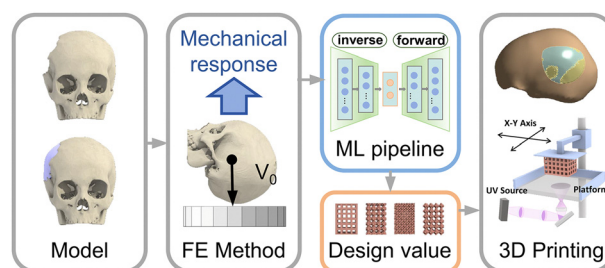 Model
Mechanical
response
V0
FE Method
inverse
forward
ML pipeline
Design value
X-Y Axis
UV Source
Platform
3D Printing